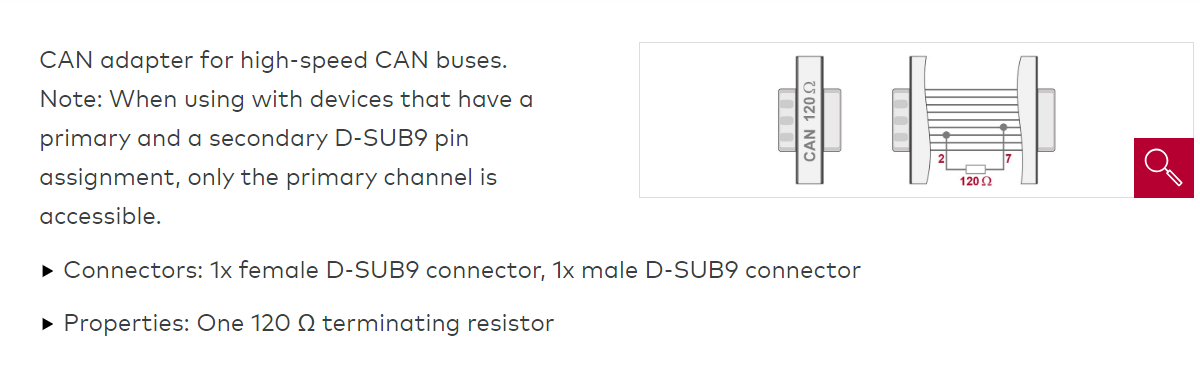 CAN adapter for high-speed CAN buses.
Note: When using with devices that have a
primary and a secondary D-SUB9 pin
assignment, only the primary channel is
accessible.
CAN 120 Ω
2
7
120 Ω
▶ Connectors: 1x female D-SUB9 connector, 1x male D-SUB9 connector
▶ Properties: One 120 Ω terminating resistor